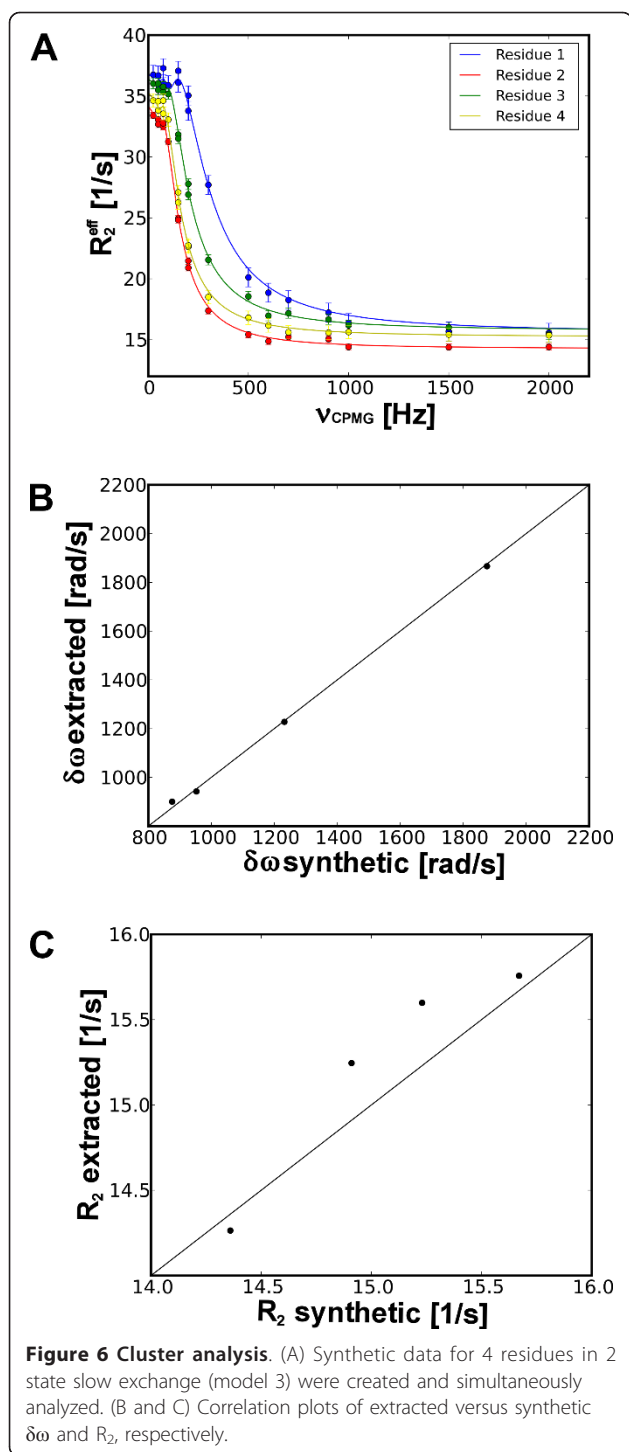 A
40
35
30
25
20
15
R₂^eff [1/s]
Residue 1
Residue 2
Residue 3
Residue 4
0 500 1000 1500 2000
νCPMG [Hz]
B
2200
2000
1800
1600
1400
1200
1000
δω extracted [rad/s]
800 1000 1200 1400 1600 1800 2000 2200
δω synthetic [rad/s]
C
16.0
15.5
15.0
14.5
R₂ extracted [1/s]
14.0 14.5 15.0 15.5 16.0
R₂ synthetic [1/s]
Figure 6 Cluster analysis. (A) Synthetic data for 4 residues in 2
state slow exchange (model 3) were created and simultaneously
analyzed. (B and C) Correlation plots of extracted versus synthetic
δω and R₂, respectively.